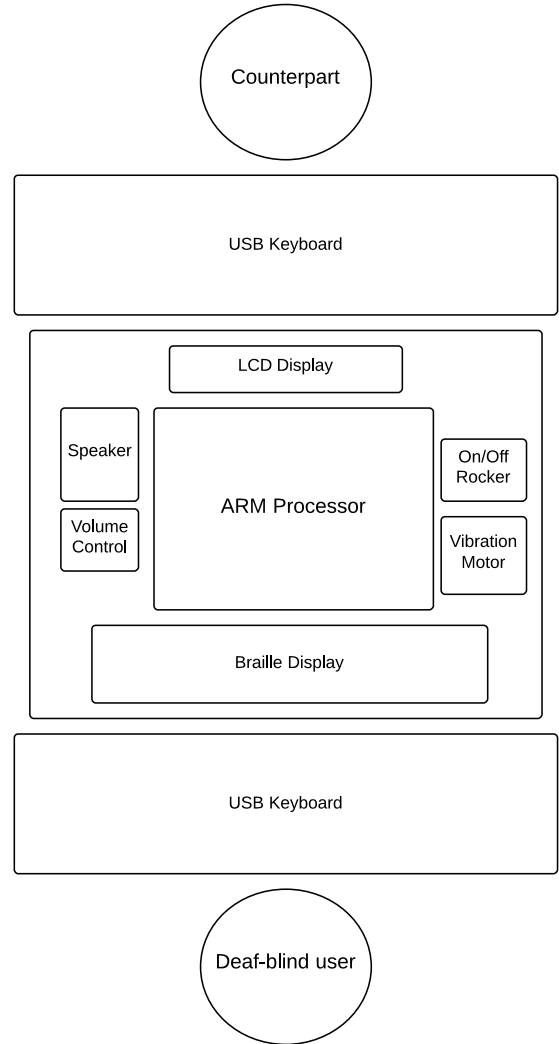 Counterpart
USB Keyboard
LCD Display
Speaker
Volume
Control
ARM Processor
On/Off
Rocker
Vibration
Motor
Braille Display
USB Keyboard
Deaf-blind user